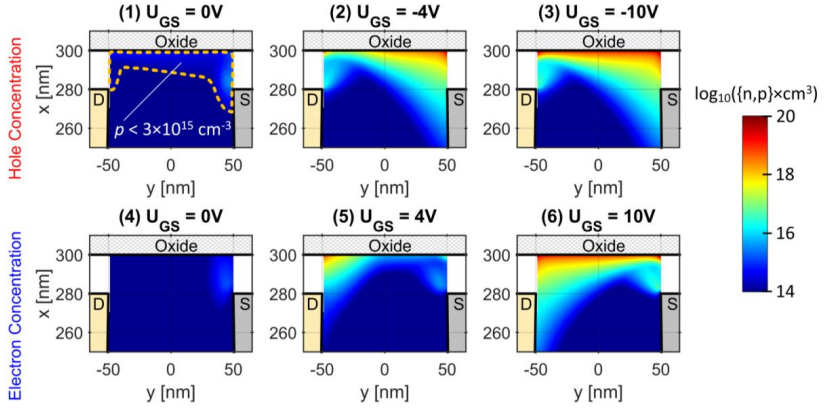 (1) U_GS = 0V (2) U_GS = -4V (3) U_GS = -10V
Hole Concentration
x [nm]
300
280
260
Oxide
D
S
p < 3×10¹⁵ cm⁻³
-50 0 50
y [nm]
300
280
260
Oxide
D
S
-50 0 50
y [nm]
300
280
260
Oxide
D
S
-50 0 50
y [nm]
log₁₀({n,p}×cm³)
20
18
16
14
(4) U_GS = 0V (5) U_GS = 4V (6) U_GS = 10V
Electron Concentration
x [nm]
300
280
260
Oxide
D
S
-50 0 50
y [nm]
300
280
260
Oxide
D
S
-50 0 50
y [nm]
300
280
260
Oxide
D
S
-50 0 50
y [nm]